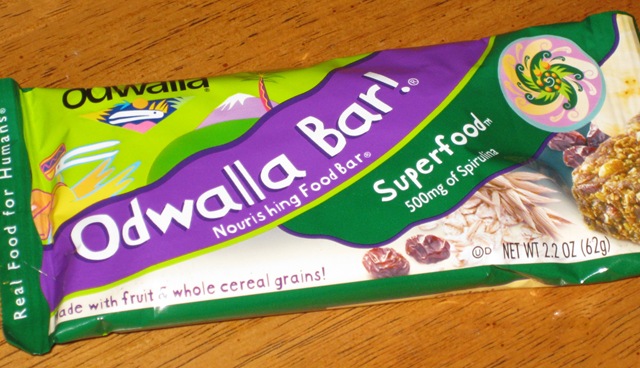 odwalla®
Odwalla Bar!®
Nourishing Food Bar®
Superfood™
500mg of Spirulina
Real Food for Humans®
ade with fruit & whole cereal grains!
U D NET WT 2.2 OZ (62g)